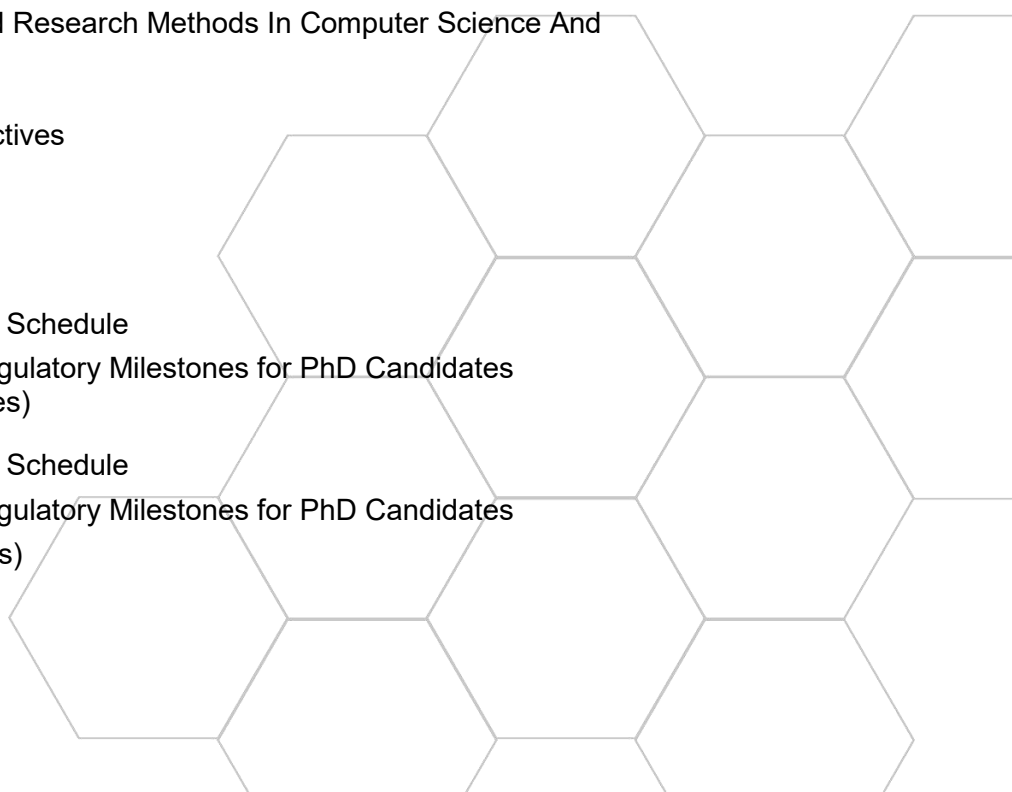 l Research Methods In Computer Science And
ctives
Schedule
gulatory Milestones for PhD Candidates
es)
Schedule
gulatory Milestones for PhD Candidates
s)